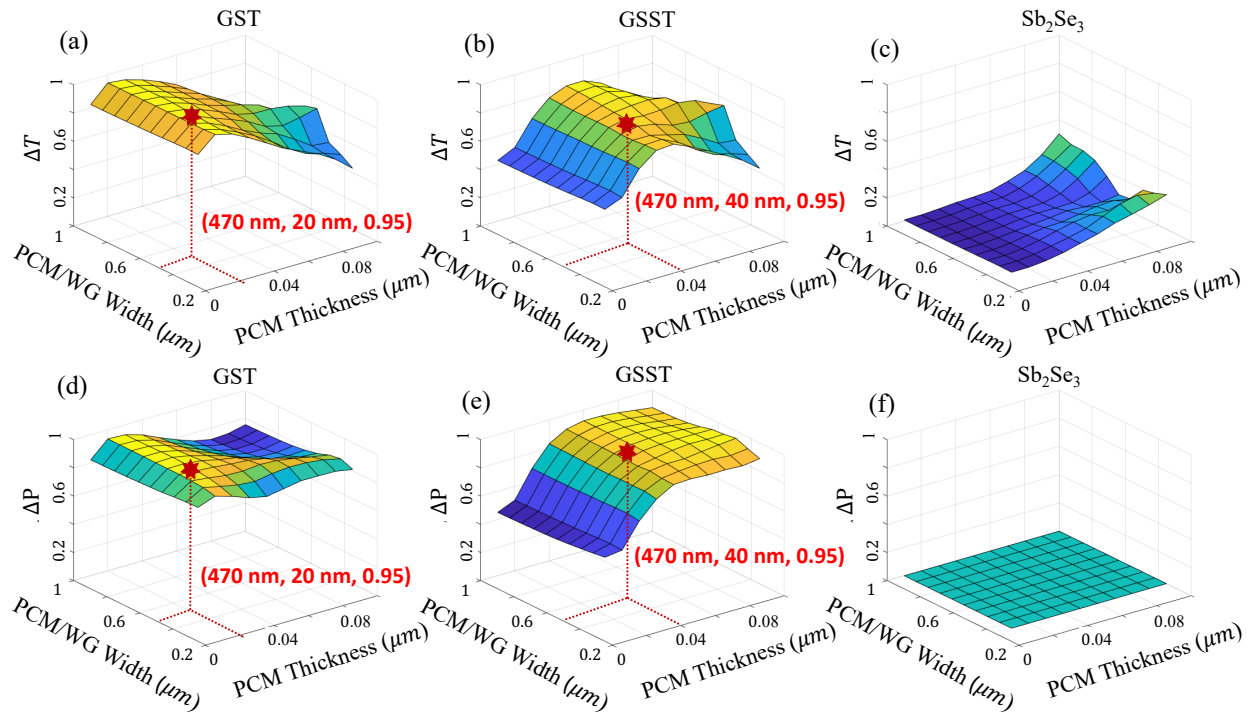 GST
GSST
Sb2Se3
(a)
(b)
(c)
1
0.6
0.2
ΔT
1
0.6
0.2
ΔT
1
0.6
0.2
ΔT
(470 nm, 20 nm, 0.95)
(470 nm, 40 nm, 0.95)
1
0.6
0.2
PCM/WG Width (μm)
0
0.04
0.08
PCM Thickness (μm)
1
0.6
0.2
PCM/WG Width (μm)
0
0.04
0.08
PCM Thickness (μm)
1
0.6
0.2
PCM/WG Width (μm)
0
0.04
0.08
PCM Thickness (μm)
GST
GSST
Sb2Se3
(d)
(e)
(f)
1
0.6
0.2
ΔP
1
0.6
0.2
ΔP
1
0.6
0.2
ΔP
(470 nm, 20 nm, 0.95)
(470 nm, 40 nm, 0.95)
1
0.6
0.2
PCM/WG Width (μm)
0
0.04
0.08
PCM Thickness (μm)
1
0.6
0.2
PCM/WG Width (μm)
0
0.04
0.08
PCM Thickness (μm)
1
0.6
0.2
PCM/WG Width (μm)
0
0.04
0.08
PCM Thickness (μm)